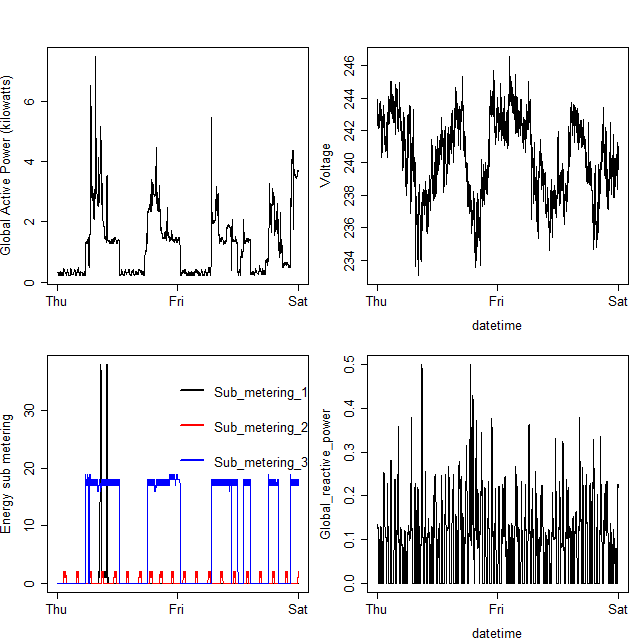 Global Active Power (kilowatts)
0
2
4
6
Thu
Fri
Sat
Voltage
234
236
238
240
242
244
246
Thu
Fri
Sat
datetime
Energy sub metering
0
10
20
30
Sub_metering_1
Sub_metering_2
Sub_metering_3
Thu
Fri
Sat
Global_reactive_power
0.0
0.1
0.2
0.3
0.4
0.5
Thu
Fri
Sat
datetime